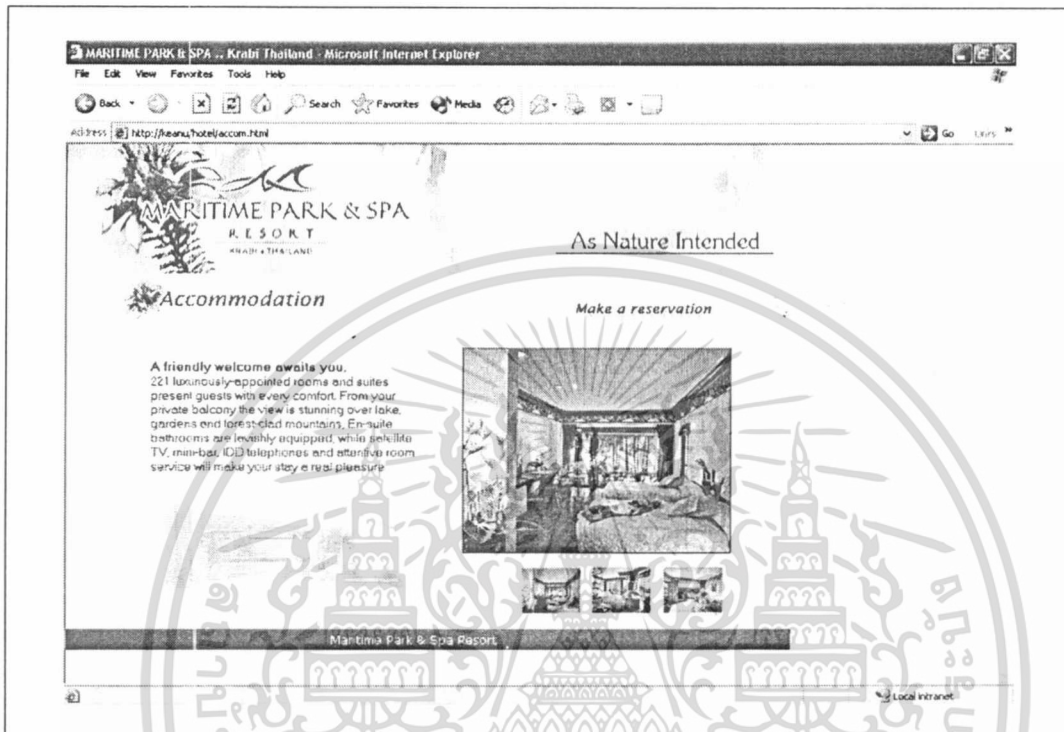 MARITIME PARK & SPA .. Krabi Thailand - Microsoft Internet Explorer
File Edit View Favorites Tools Help
Back Search Favorites Media
Address http://keanu/hotel/accom.html Go Links »
MARITIME PARK & SPA
RESORT
KRABI THAILAND
As Nature Intended
Accommodation
Make a reservation
A friendly welcome awaits you.
221 luxuriously-appointed rooms and suites
present guests with every comfort. From your
private balcony the view is stunning over lake,
gardens and forest-clad mountains. En-suite
bathrooms are lavishly equipped, while satellite
TV, mini-bar, IDD telephones and attentive room
service will make your stay a real pleasure
Maritime Park & Spa Resort
Local intranet